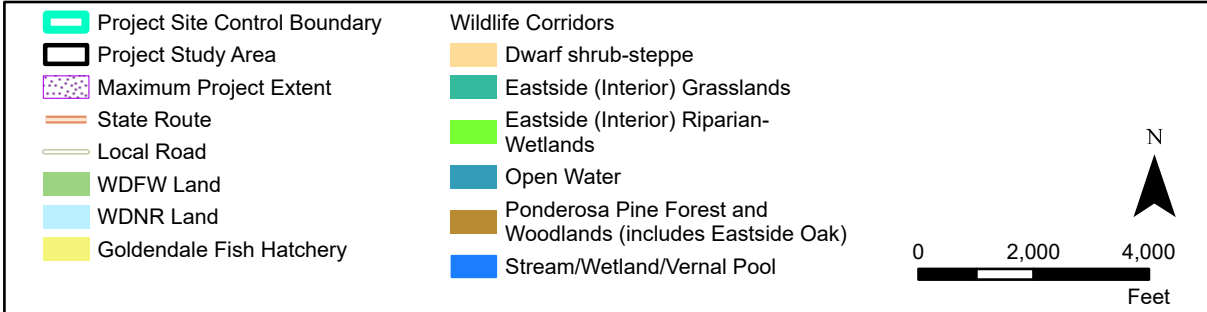 Project Site Control Boundary
Project Study Area
Maximum Project Extent
State Route
Local Road
WDFW Land
WDNR Land
Goldendale Fish Hatchery
Wildlife Corridors
Dwarf shrub-steppe
Eastside (Interior) Grasslands
Eastside (Interior) Riparian-
Wetlands
Open Water
Ponderosa Pine Forest and
Woodlands (includes Eastside Oak)
Stream/Wetland/Vernal Pool
N
0 2,000 4,000
Feet